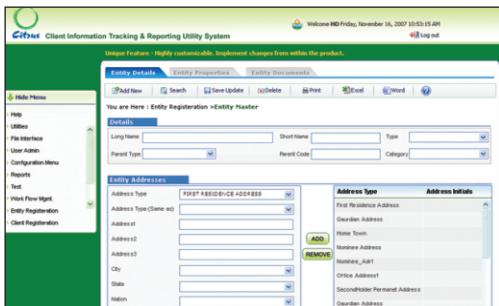 Welcome HO Friday, November 16, 2007 10:53:15 AM
Citrus Client Information Tracking & Reporting Utility System
Log out
Unique Feature - Highly customizable. Implement changes from within the product.
Entity Details Entity Properties Entity Documents
Add New Search Save Update Delete Print Excel Word
Hide Menu
You are Here : Entity Registeration >Entity Master
Help
Utilities
File Interface
User Admin
Configuration Menu
Reports
Test
Work Flow Mgmt.
Entity Registeration
Client Registeration
Details
Long Name Short Name Type
Parent Type Parent Code Category
Entity Addresses
Address Type FIRST RESIDENCE ADDRESS
Address Type (Same as)
Address1
Address2
Address3
City
State
Nation
ADD
REMOVE
Address Type Address Initials
First Residence Address
Gaurdian Address
Home Town
Nominee Address
Nominee_Adr1
Office Address1
SecondHolder Permanet Address
Gaurdian Address